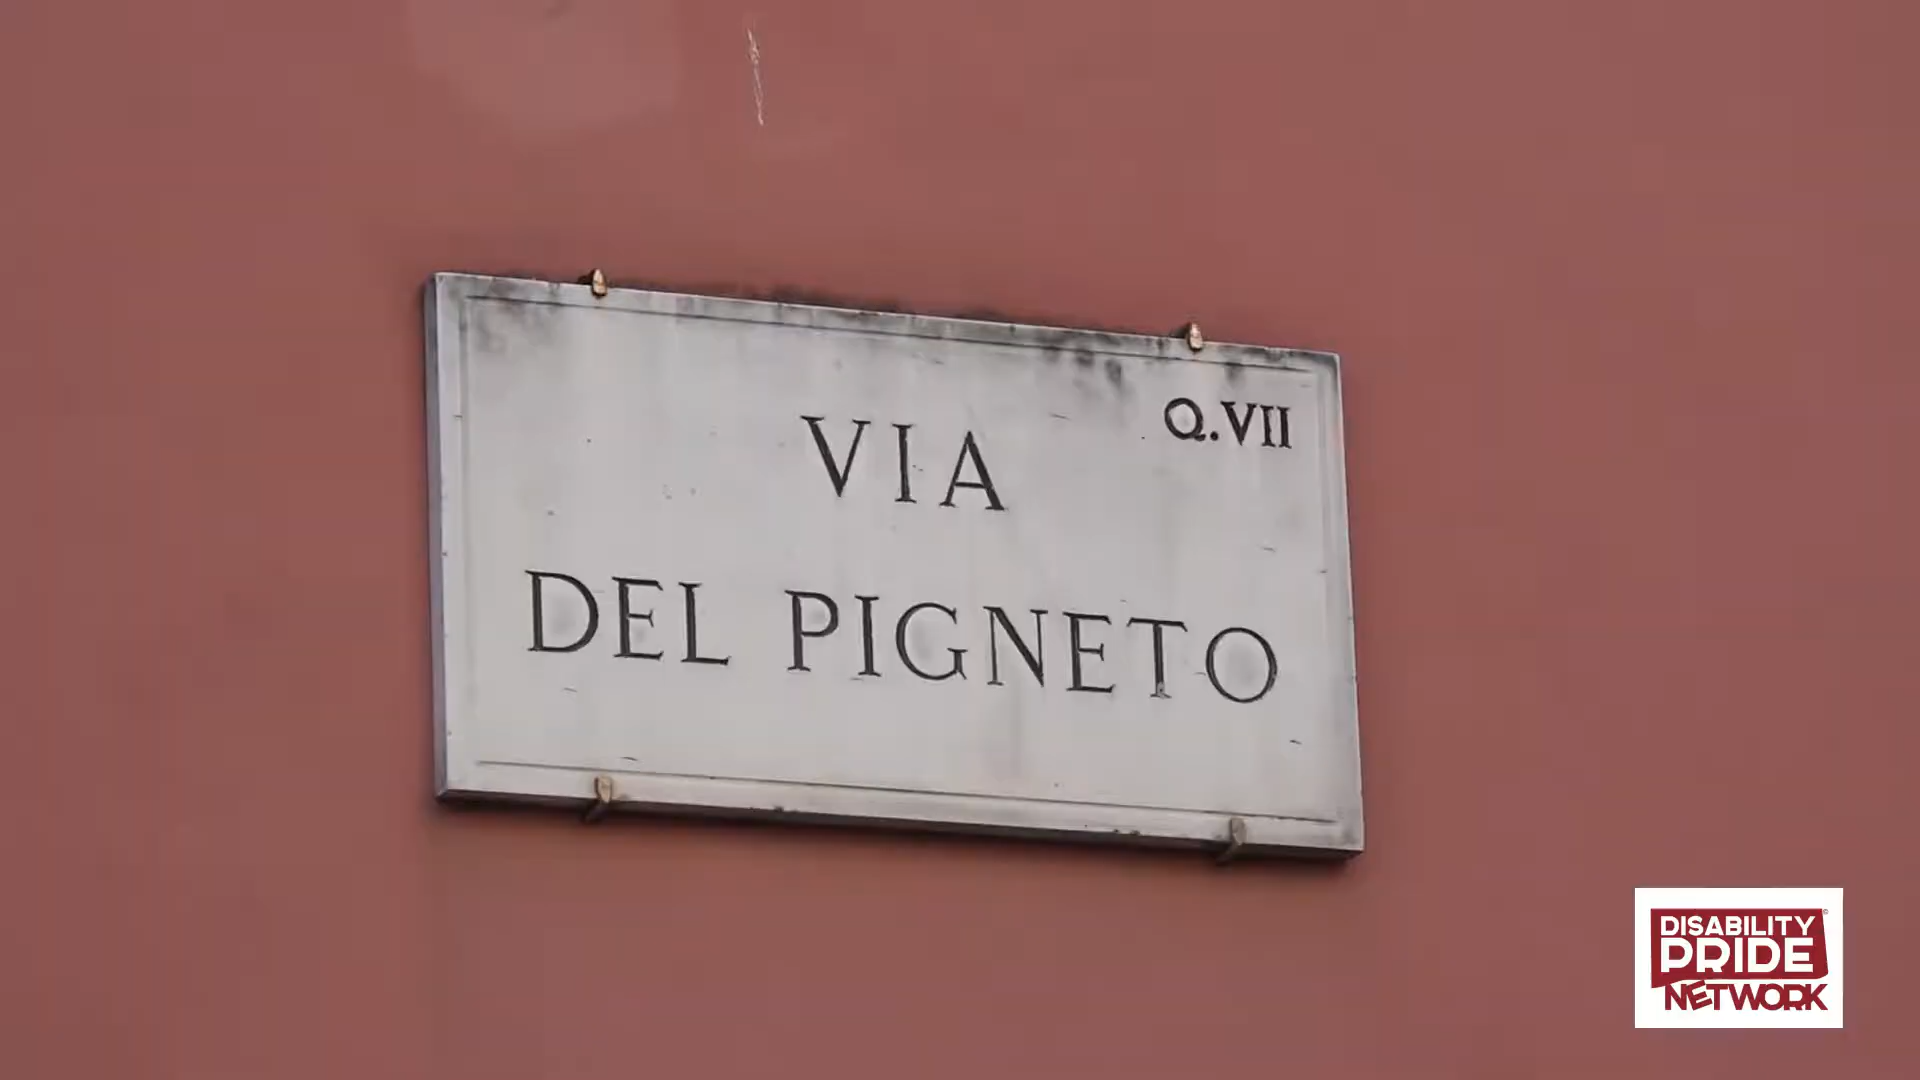 Q.VII
VIA
DEL PIGNETO
DISABILITY
PRIDE
NETWORK